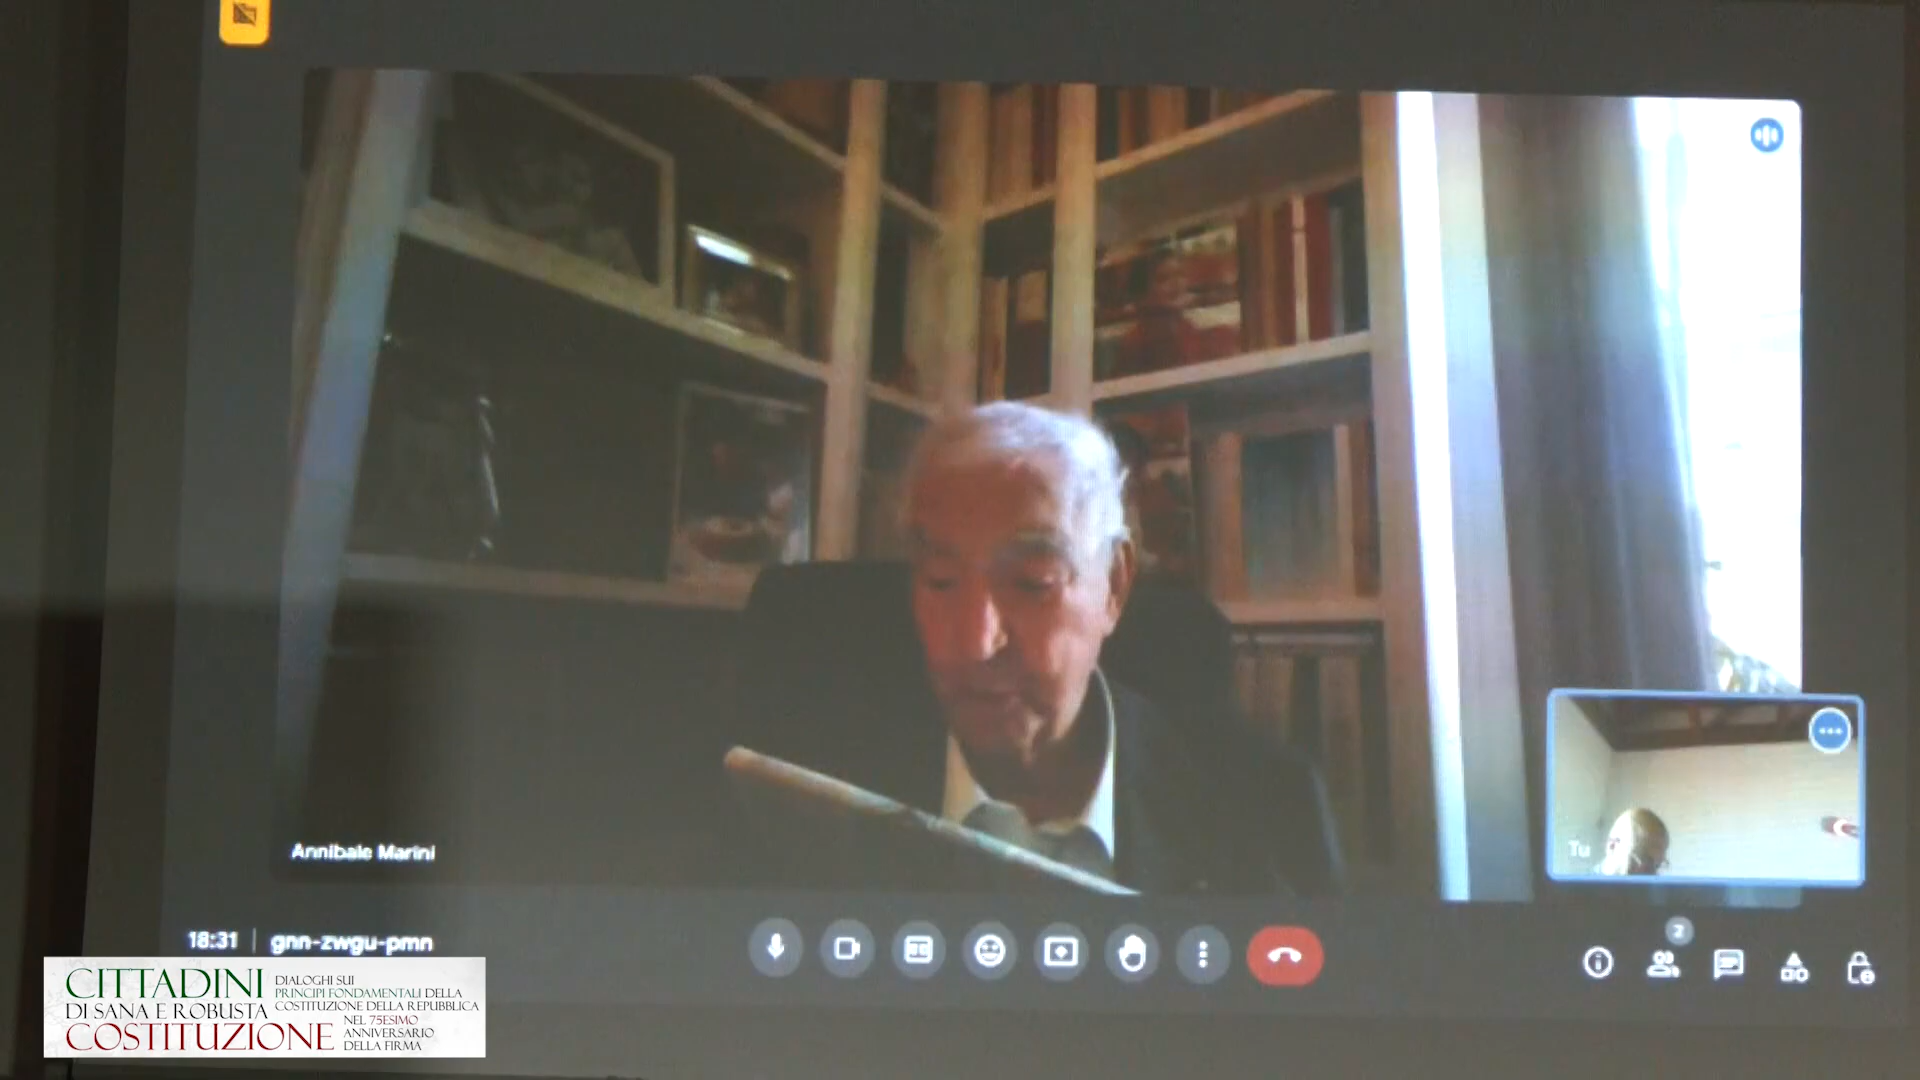 Annibale Marini
Tu
2
18:31 | gnn-zwgu-pmn
CITTADINI
DI SANA E ROBUSTA
COSTITUZIONE
DIALOGHI SUI
PRINCIPI FONDAMENTALI DELLA
COSTITUZIONE DELLA REPUBBLICA
NEL 75ESIMO
ANNIVERSARIO
DELLA FIRMA